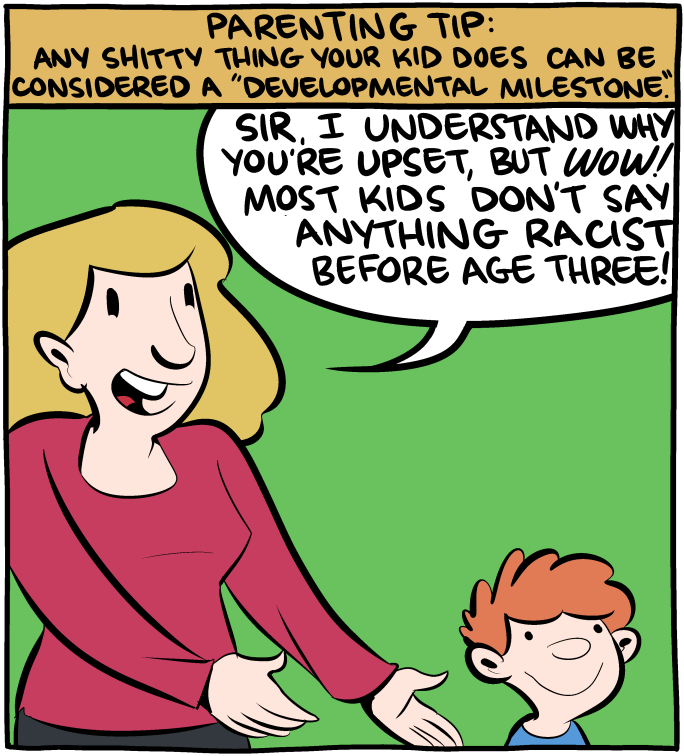 PARENTING TIP:
ANY SHITTY THING YOUR KID DOES CAN BE
CONSIDERED A "DEVELOPMENTAL MILESTONE."
SIR, I UNDERSTAND WHY
YOU'RE UPSET, BUT WOW!
MOST KIDS DON'T SAY
ANYTHING RACIST
BEFORE AGE THREE!